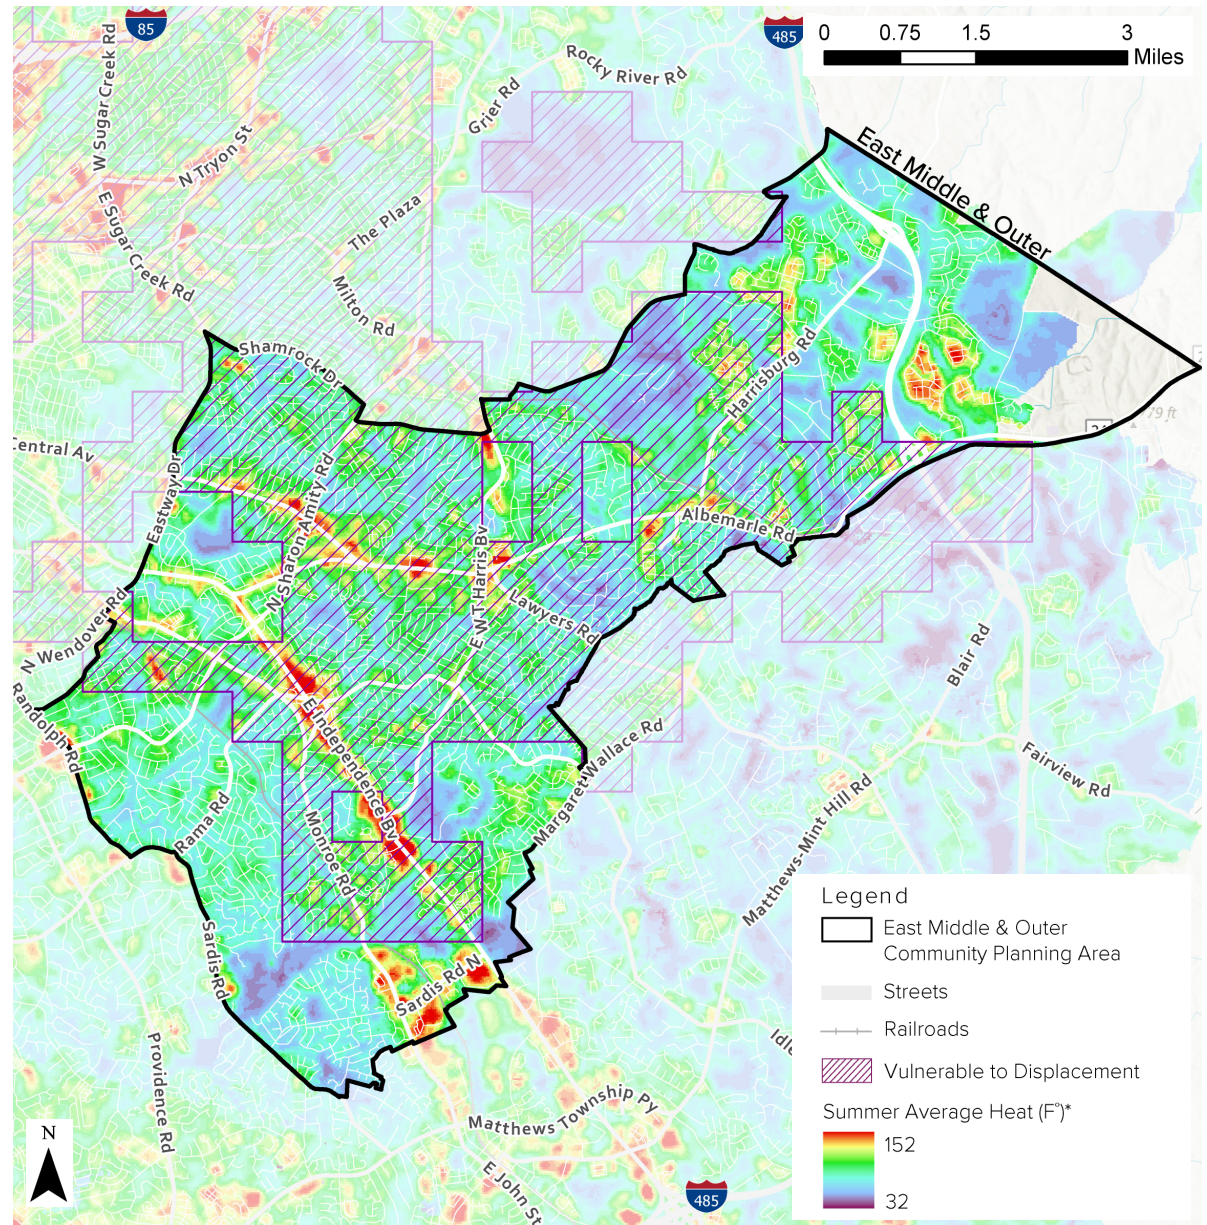 85
485
0 0.75 1.5 3
Miles
W Sugar Creek Rd
Rocky River Rd
Grier Rd
N Tryon St
East Middle & Outer
E Sugar Creek Rd
The Plaza
Milton Rd
Shamrock Dr
Harrisburg Rd
79 ft
entral Av
Eastway Dr
N Sharon Amity Rd
Albemarle Rd
E W T Harris Bv
Lawyers Rd
N Wendover Rd
Blair Rd
Randolph Rd
E Independence Bv
Margaret Wallace Rd
Fairview Rd
Rama Rd
Monroe Rd
Matthews-Mint Hill Rd
Sardis Rd
Sardis Rd N
Idle
Providence Rd
Matthews Township Py
E John St
485
N
Legend
East Middle & Outer
Community Planning Area
Streets
Railroads
Vulnerable to Displacement
Summer Average Heat (F°)*
152
32